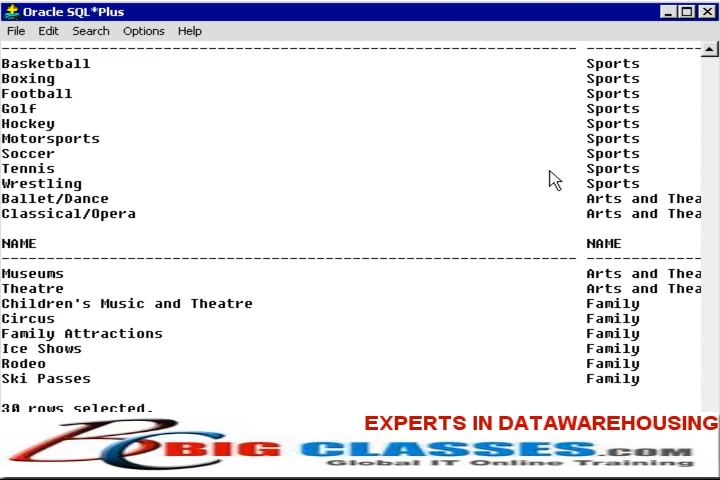 Oracle SQL*Plus
File Edit Search Options Help
Basketball Sports
Boxing Sports
Football Sports
Golf Sports
Hockey Sports
Motorsports Sports
Soccer Sports
Tennis Sports
Wrestling Sports
Ballet/Dance Arts and Thea
Classical/Opera Arts and Thea
NAME NAME
Museums Arts and Thea
Theatre Arts and Thea
Children's Music and Theatre Family
Circus Family
Family Attractions Family
Ice Shows Family
Rodeo Family
Ski Passes Family
30 rows selected.
EXPERTS IN DATAWAREHOUSING
BC BIG CLASSES.COM
Global IT Online Training